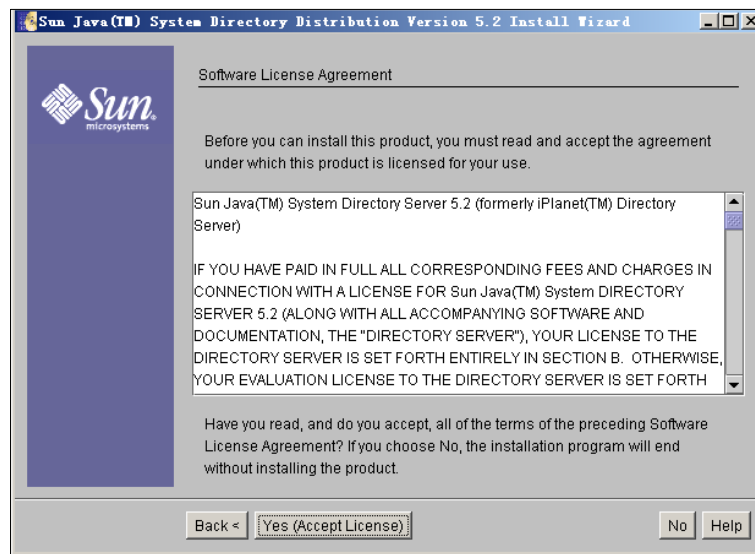 Sun Java(TM) System Directory Distribution Version 5.2 Install Wizard
Sun
microsystems
Software License Agreement
Before you can install this product, you must read and accept the agreement
under which this product is licensed for your use.
Sun Java(TM) System Directory Server 5.2 (formerly iPlanet(TM) Directory
Server)
IF YOU HAVE PAID IN FULL ALL CORRESPONDING FEES AND CHARGES IN
CONNECTION WITH A LICENSE FOR Sun Java(TM) System DIRECTORY
SERVER 5.2 (ALONG WITH ALL ACCOMPANYING SOFTWARE AND
DOCUMENTATION, THE "DIRECTORY SERVER"), YOUR LICENSE TO THE
DIRECTORY SERVER IS SET FORTH ENTIRELY IN SECTION B.  OTHERWISE,
YOUR EVALUATION LICENSE TO THE DIRECTORY SERVER IS SET FORTH
Have you read, and do you accept, all of the terms of the preceding Software
License Agreement? If you choose No, the installation program will end
without installing the product.
Back < Yes (Accept License) No Help